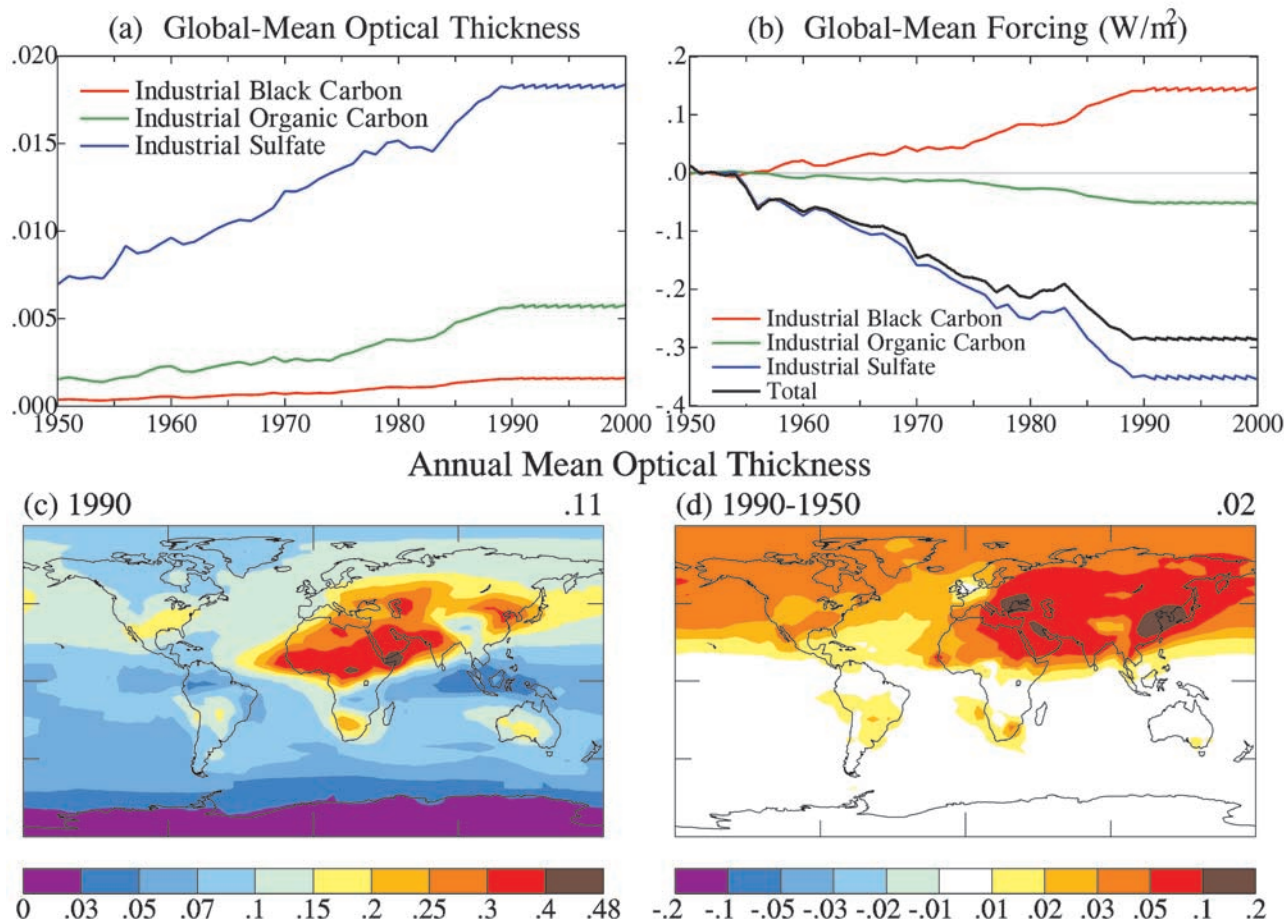 (a) Global-Mean Optical Thickness
.020
.015
.010
.005
.000
Industrial Black Carbon
Industrial Organic Carbon
Industrial Sulfate
1950 1960 1970 1980 1990 2000
(b) Global-Mean Forcing (W/m²)
.2
.1
.0
-.1
-.2
-.3
-.4
Industrial Black Carbon
Industrial Organic Carbon
Industrial Sulfate
Total
1950 1960 1970 1980 1990 2000
Annual Mean Optical Thickness
(c) 1990 .11
0 .03 .05 .07 .1 .15 .2 .25 .3 .4 .48
(d) 1990-1950 .02
-.2 -.1 -.05 -.03 -.02 -.01 .01 .02 .03 .05 .1 .2